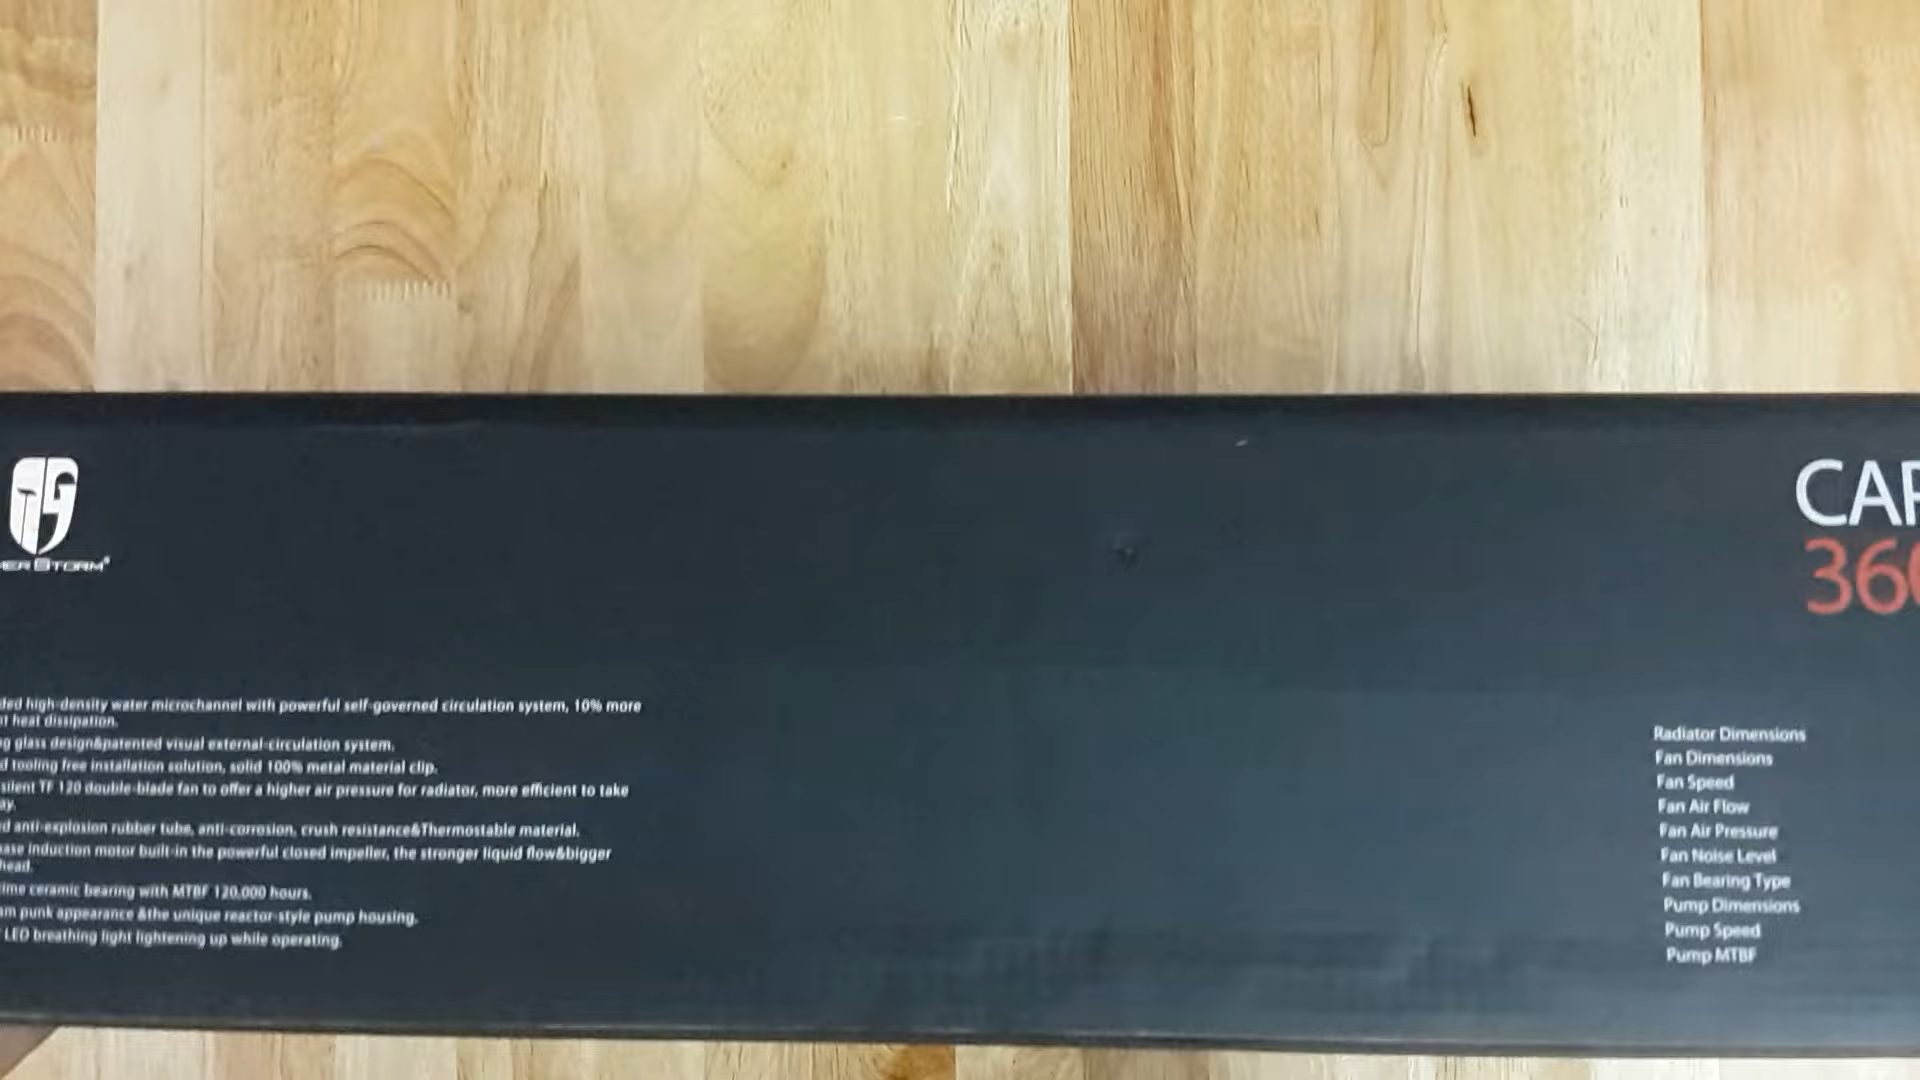 ER STORM®
CAP
360
ded high-density water microchannel with powerful self-governed circulation system, 10% more
t heat dissipation.
g glass design&patented visual external-circulation system.
d tooling free installation solution, solid 100% metal material clip.
silent TF 120 double-blade fan to offer a higher air pressure for radiator, more efficient to take
ay.
d anti-explosion rubber tube, anti-corrosion, crush resistance&Thermostable material.
ase induction motor built-in the powerful closed impeller, the stronger liquid flow&bigger
head.
ime ceramic bearing with MTBF 120,000 hours.
am punk appearance &the unique reactor-style pump housing.
LED breathing light lightening up while operating.
Radiator Dimensions
Fan Dimensions
Fan Speed
Fan Air Flow
Fan Air Pressure
Fan Noise Level
Fan Bearing Type
Pump Dimensions
Pump Speed
Pump MTBF